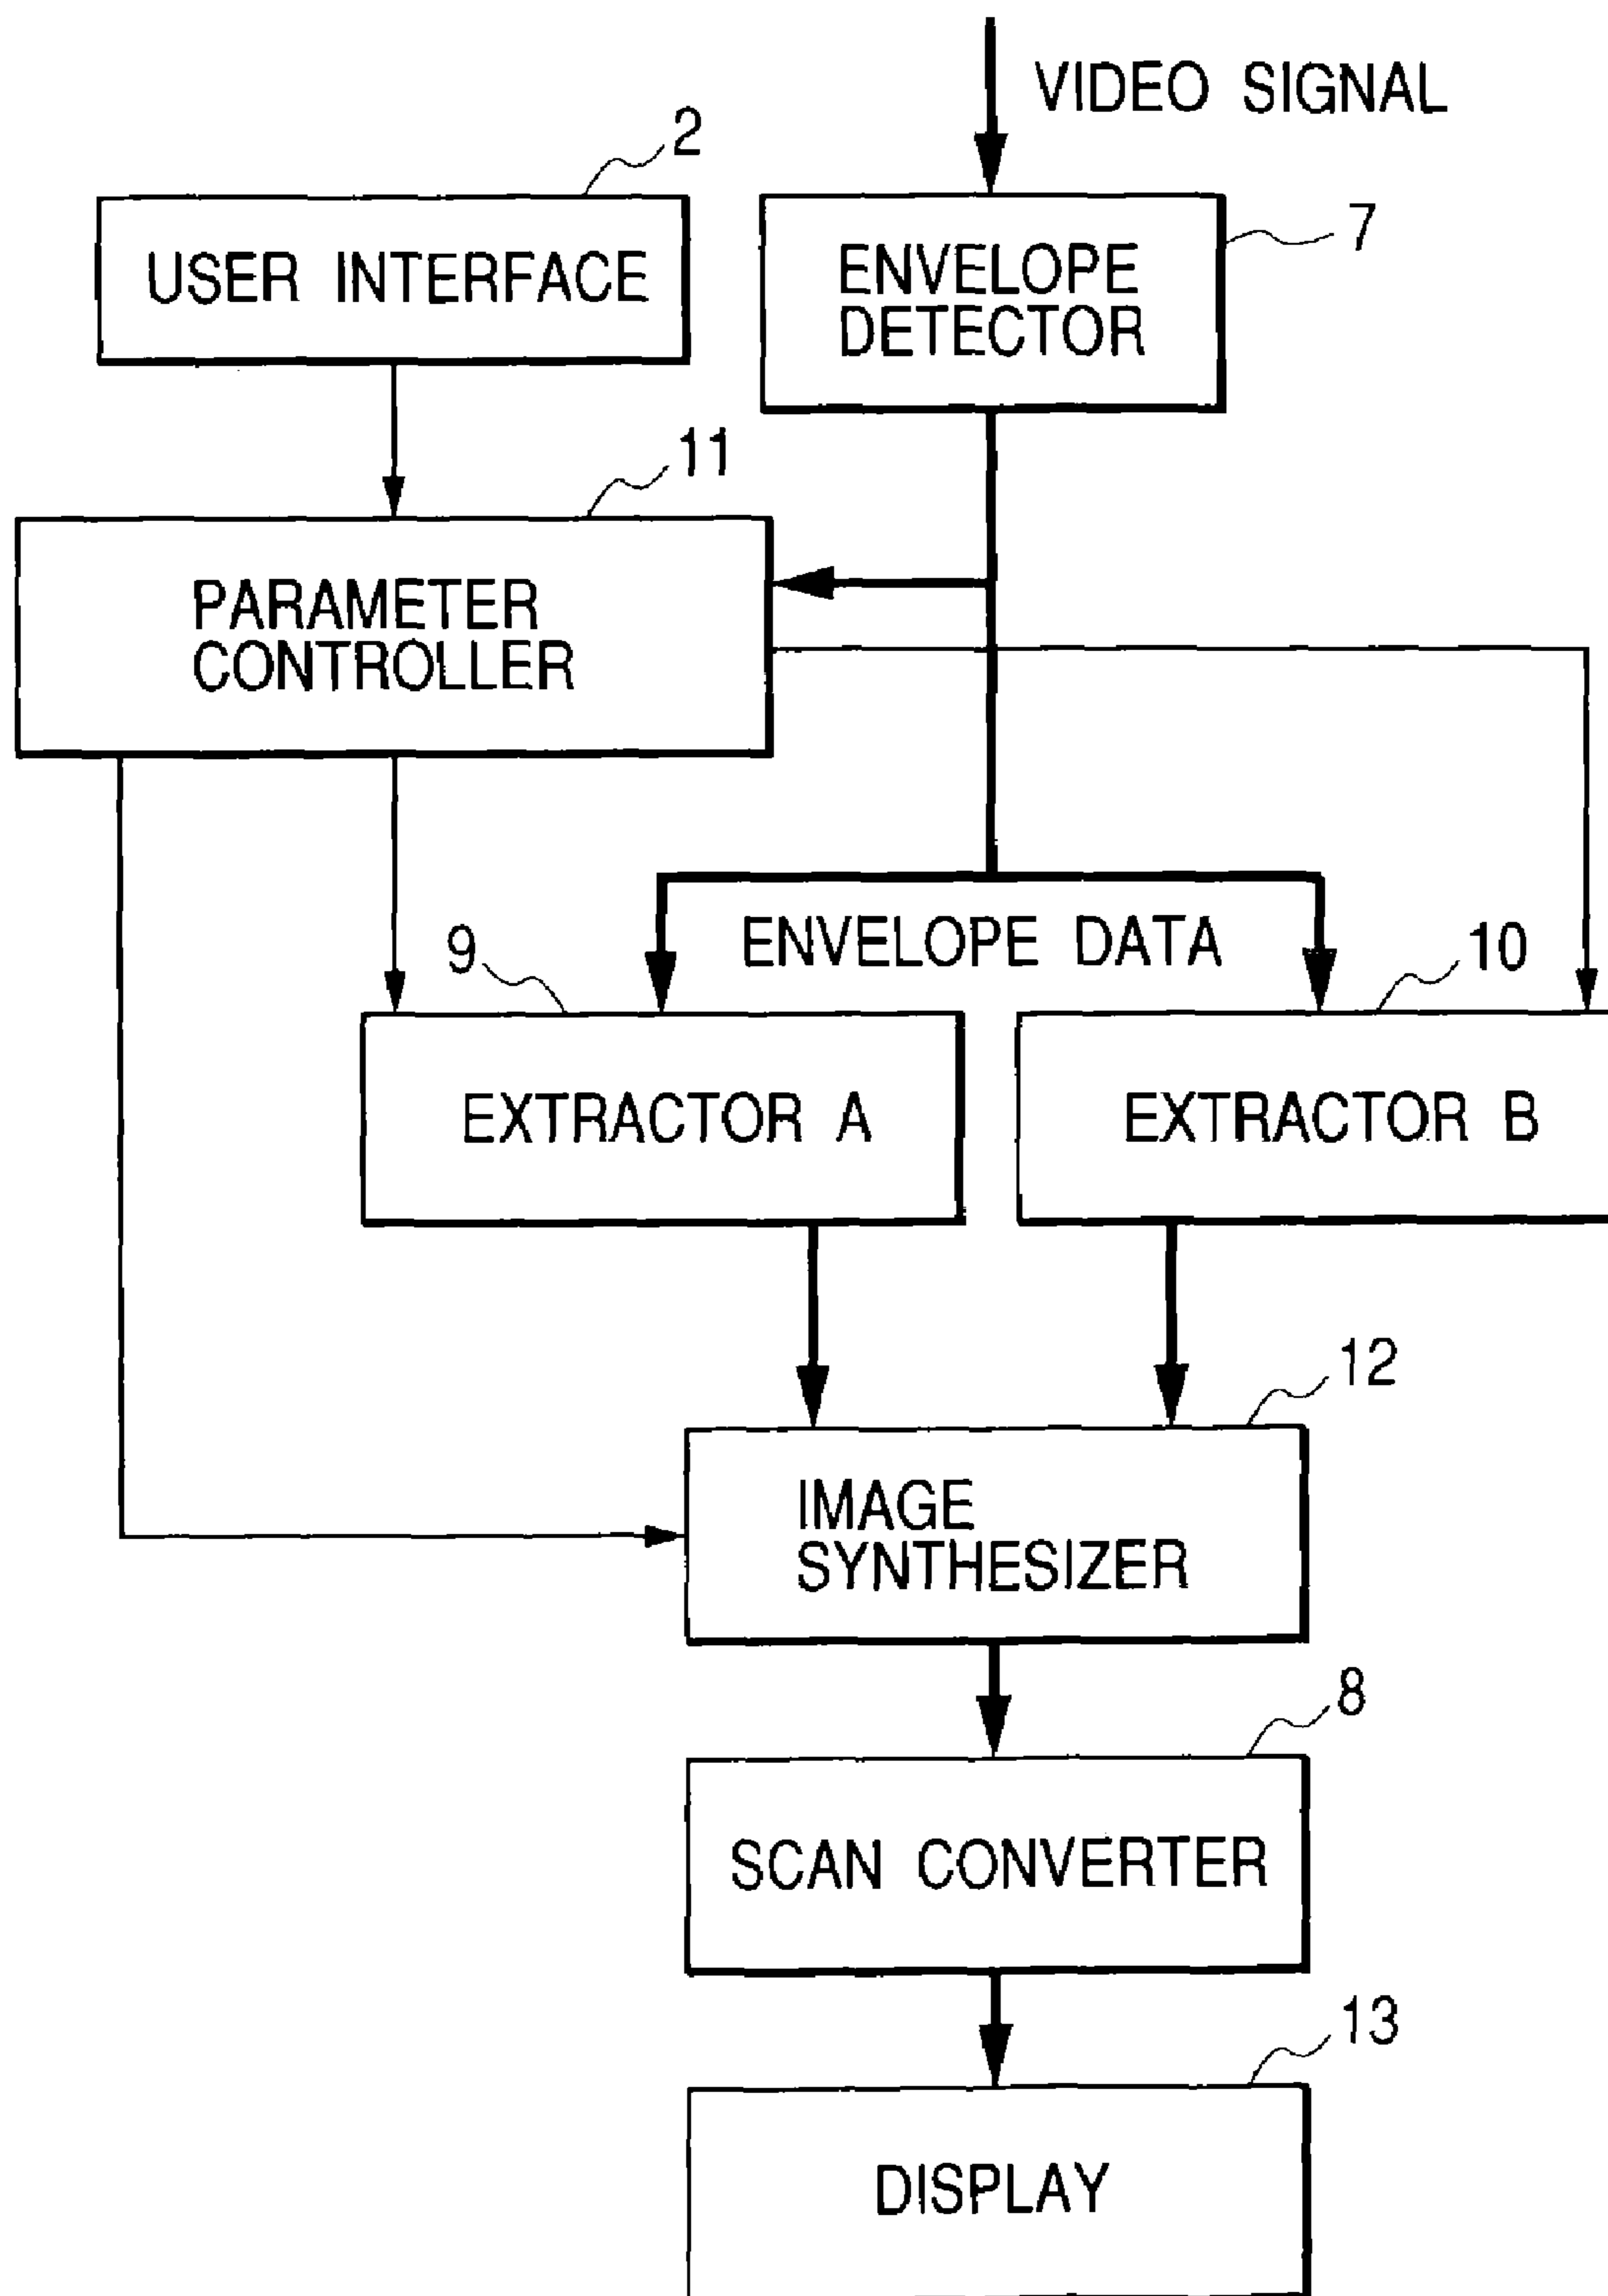 VIDEO SIGNAL
2
USER INTERFACE
7
ENVELOPE
DETECTOR
11
PARAMETER
CONTROLLER
9
ENVELOPE DATA
10
EXTRACTOR A
EXTRACTOR B
12
IMAGE
SYNTHESIZER
8
SCAN CONVERTER
13
DISPLAY